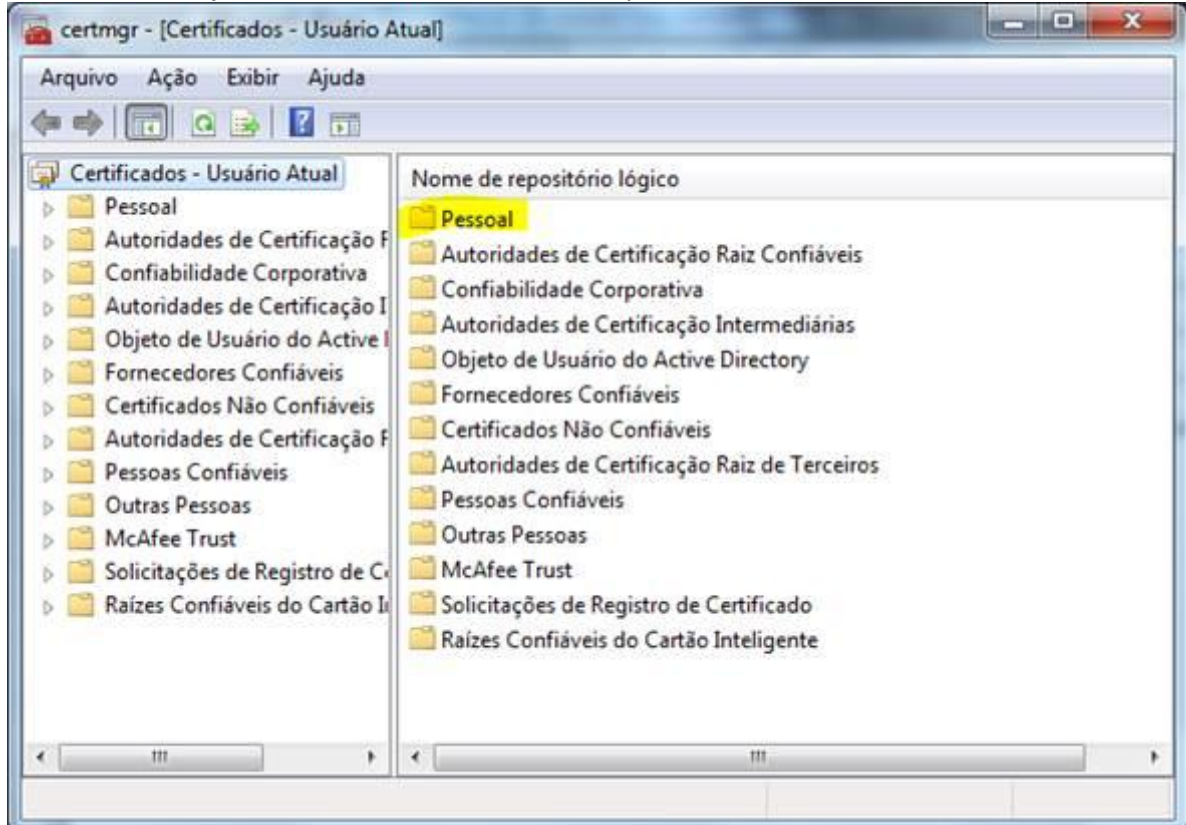 certmgr - [Certificados - Usuário Atual]
Arquivo Ação Exibir Ajuda
Certificados - Usuário Atual
Pessoal
Autoridades de Certificação F
Confiabilidade Corporativa
Autoridades de Certificação I
Objeto de Usuário do Active
Fornecedores Confiáveis
Certificados Não Confiáveis
Autoridades de Certificação F
Pessoas Confiáveis
Outras Pessoas
McAfee Trust
Solicitações de Registro de C
Raízes Confiáveis do Cartão I
Nome de repositório lógico
Pessoal
Autoridades de Certificação Raiz Confiáveis
Confiabilidade Corporativa
Autoridades de Certificação Intermediárias
Objeto de Usuário do Active Directory
Fornecedores Confiáveis
Certificados Não Confiáveis
Autoridades de Certificação Raiz de Terceiros
Pessoas Confiáveis
Outras Pessoas
McAfee Trust
Solicitações de Registro de Certificado
Raízes Confiáveis do Cartão Inteligente